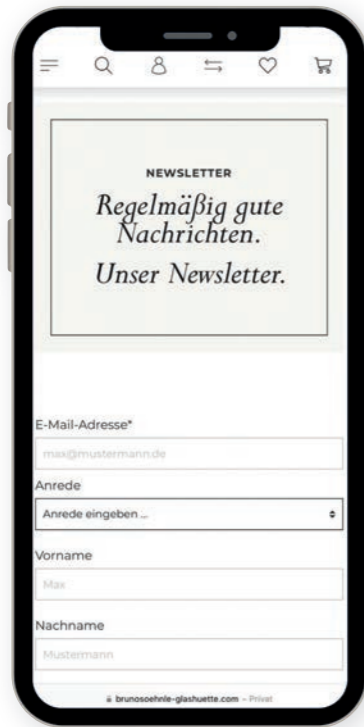 NEWSLETTER
Regelmäßig gute
Nachrichten.
Unser Newsletter.
E-Mail-Adresse*
max@mustermann.de
Anrede
Anrede eingeben ...
Vorname
Max
Nachname
Mustermann
brunosoehnle-glashuette.com – Privat